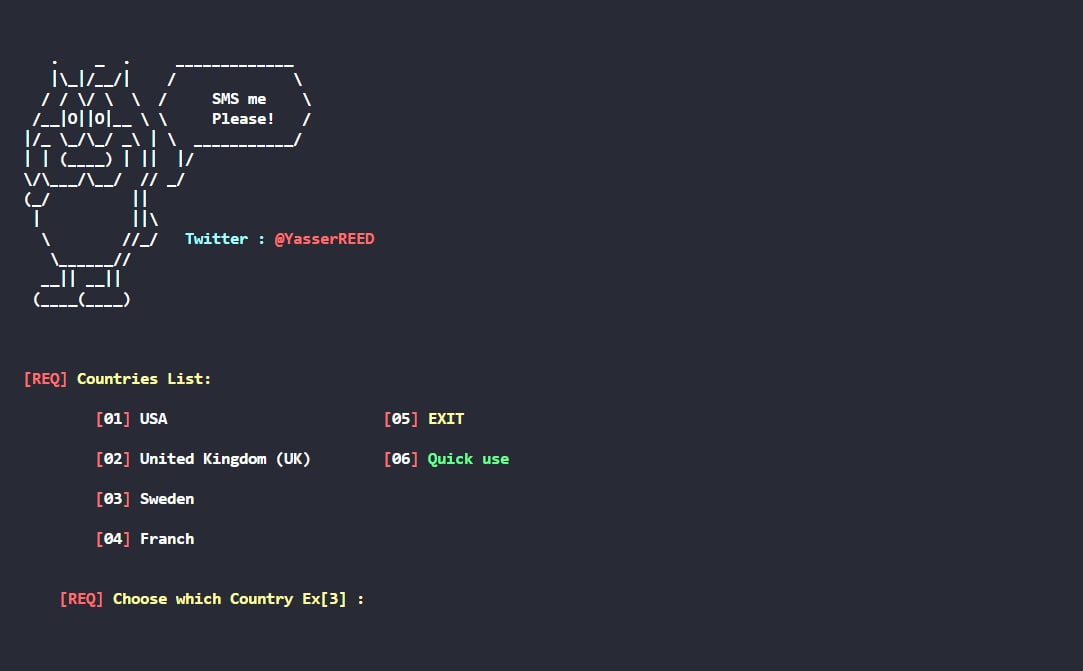 SMS me
Please!
Twitter : @YasserREED
[REQ] Countries List:
[01] USA [05] EXIT
[02] United Kingdom (UK) [06] Quick use
[03] Sweden
[04] Franch
[REQ] Choose which Country Ex[3] :